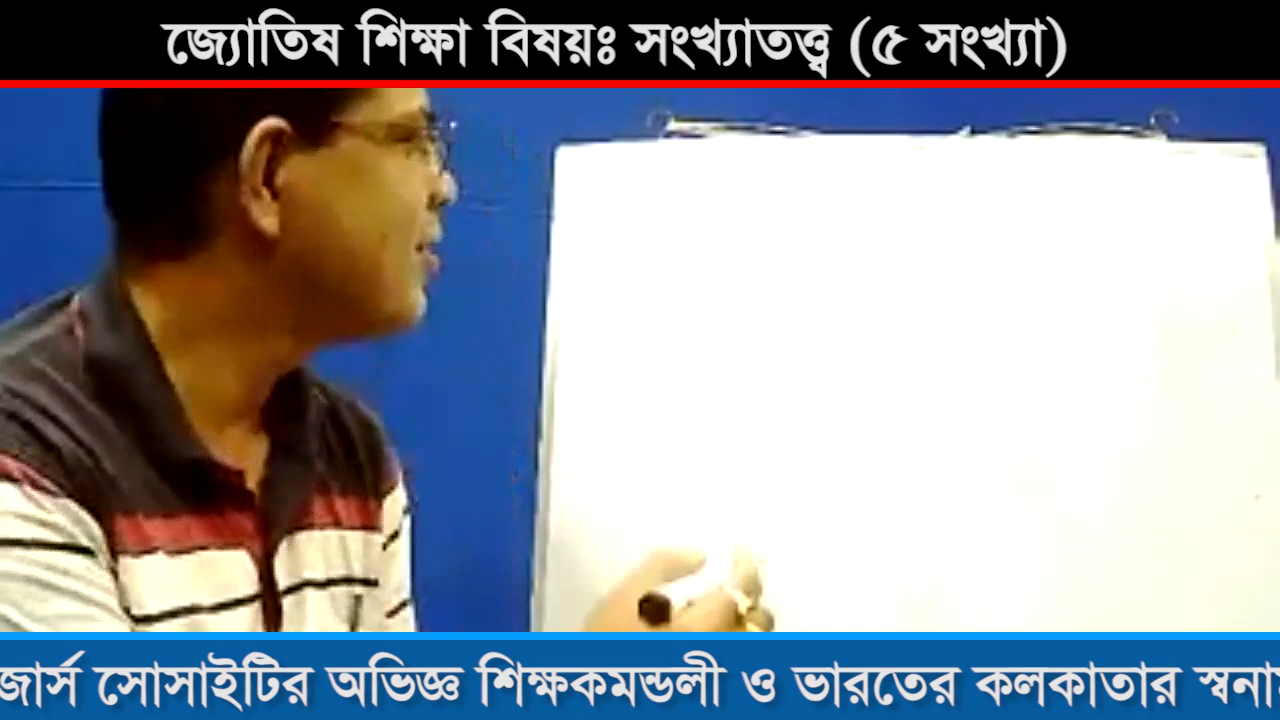 জ্যোতিষ শিক্ষা বিষয়ঃ সংখ্যাতত্ত্ব (৫ সংখ্যা)
সোসাইটির অভিজ্ঞ শিক্ষকমন্ডলী ও ভারতের কলকাতার